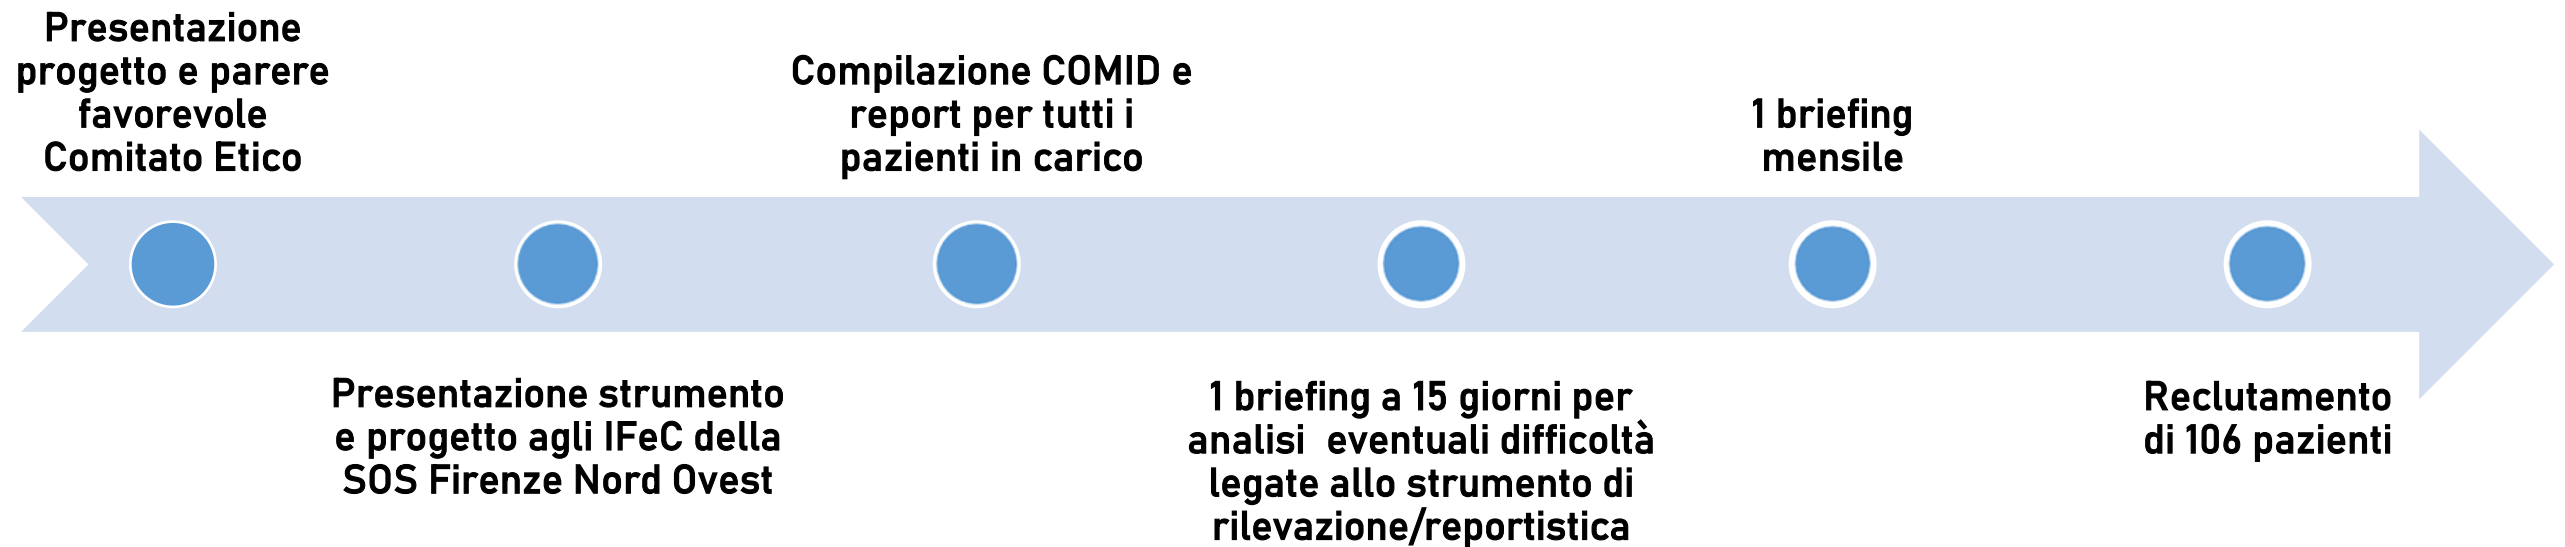 Presentazione
progetto e parere
favorevole
Comitato Etico
Presentazione strumento
e progetto agli IFeC della
SOS Firenze Nord Ovest
Compilazione COMID e
report per tutti i
pazienti in carico
1 briefing a 15 giorni per
analisi  eventuali difficoltà
legate allo strumento di
rilevazione/reportistica
1 briefing
mensile
Reclutamento
di 106 pazienti